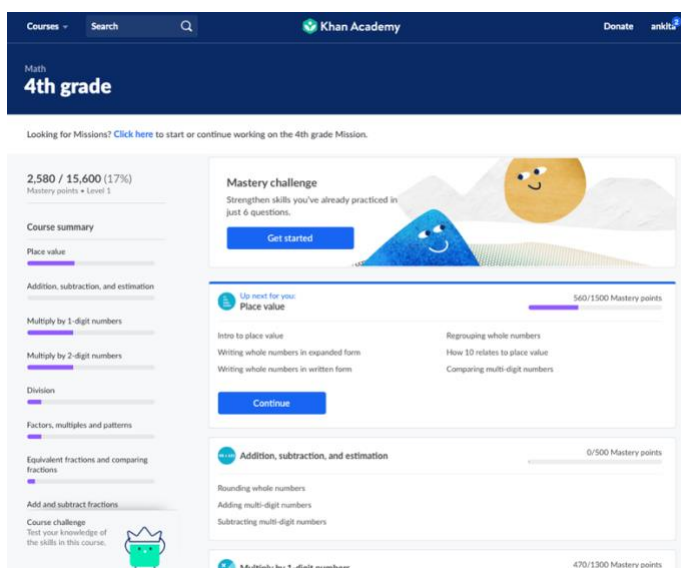 Courses
Search
Khan Academy
Donate
ankita
2
Math
4th grade
Looking for Missions? Click here to start or continue working on the 4th grade Mission.
2,580 / 15,600 (17%)
Mastery points • Level 1
Course summary
Place value
Addition, subtraction, and estimation
Multiply by 1-digit numbers
Multiply by 2-digit numbers
Division
Factors, multiples and patterns
Equivalent fractions and comparing
fractions
Add and subtract fractions
Course challenge
Test your knowledge of
the skills in this course.
Mastery challenge
Strengthen skills you've already practiced in
just 6 questions.
Get started
Up next for you:
Place value
560/1500 Mastery points
Intro to place value
Regrouping whole numbers
Writing whole numbers in expanded form
How 10 relates to place value
Writing whole numbers in written form
Comparing multi-digit numbers
Continue
Addition, subtraction, and estimation
0/500 Mastery points
Rounding whole numbers
Adding multi-digit numbers
Subtracting multi-digit numbers
Multiply by 1-digit numbers
470/1300 Mastery points